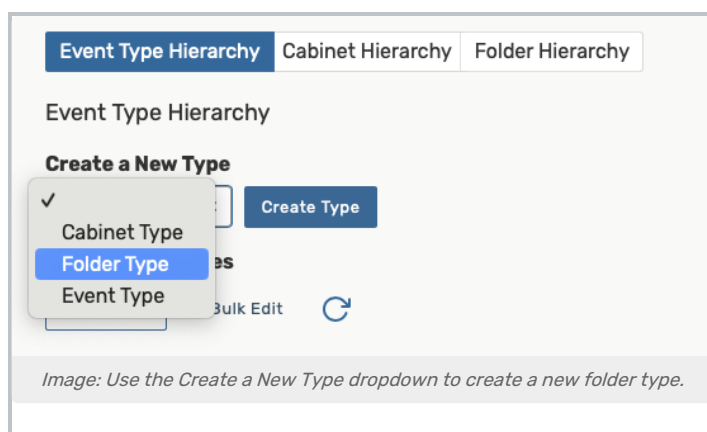 Event Type Hierarchy Cabinet Hierarchy Folder Hierarchy
Event Type Hierarchy
Create a New Type
✓
Create Type
Cabinet Type
Folder Type
Event Type
Bulk Edit
Image: Use the Create a New Type dropdown to create a new folder type.